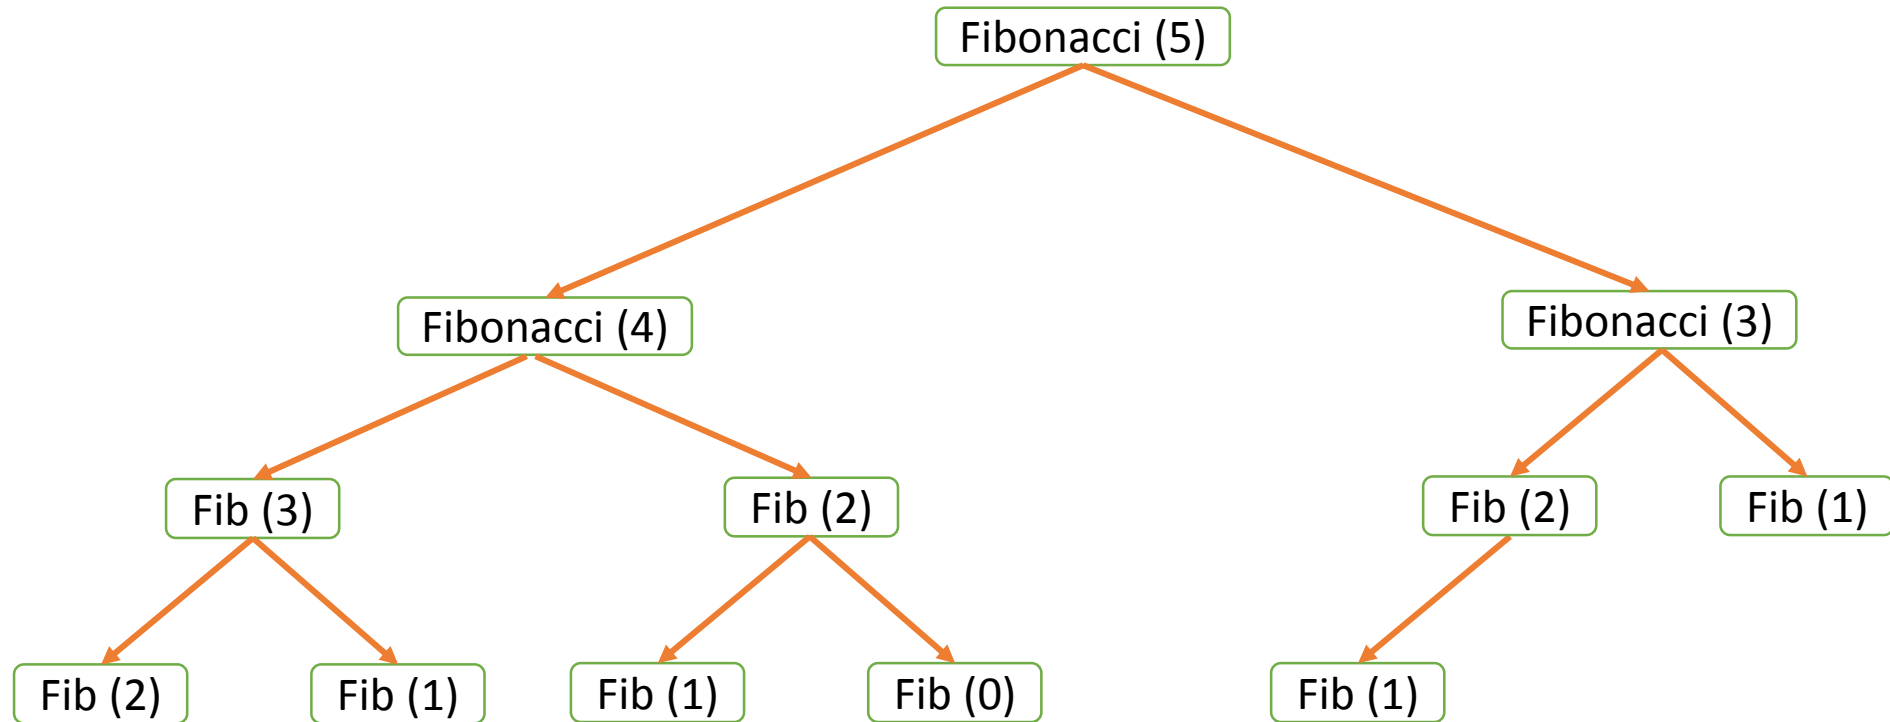 Fibonacci (5)
Fibonacci (4)
Fibonacci (3)
Fib (3)
Fib (2)
Fib (2)
Fib (1)
Fib (2)
Fib (1)
Fib (1)
Fib (0)
Fib (1)